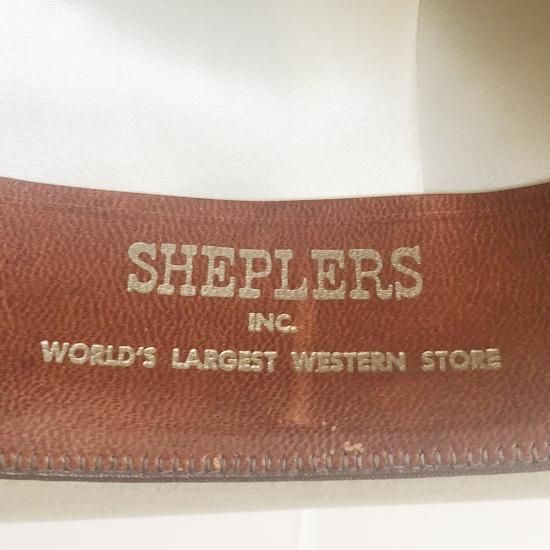 SHEPLERS
INC.
WORLD'S LARGEST WESTERN STORE